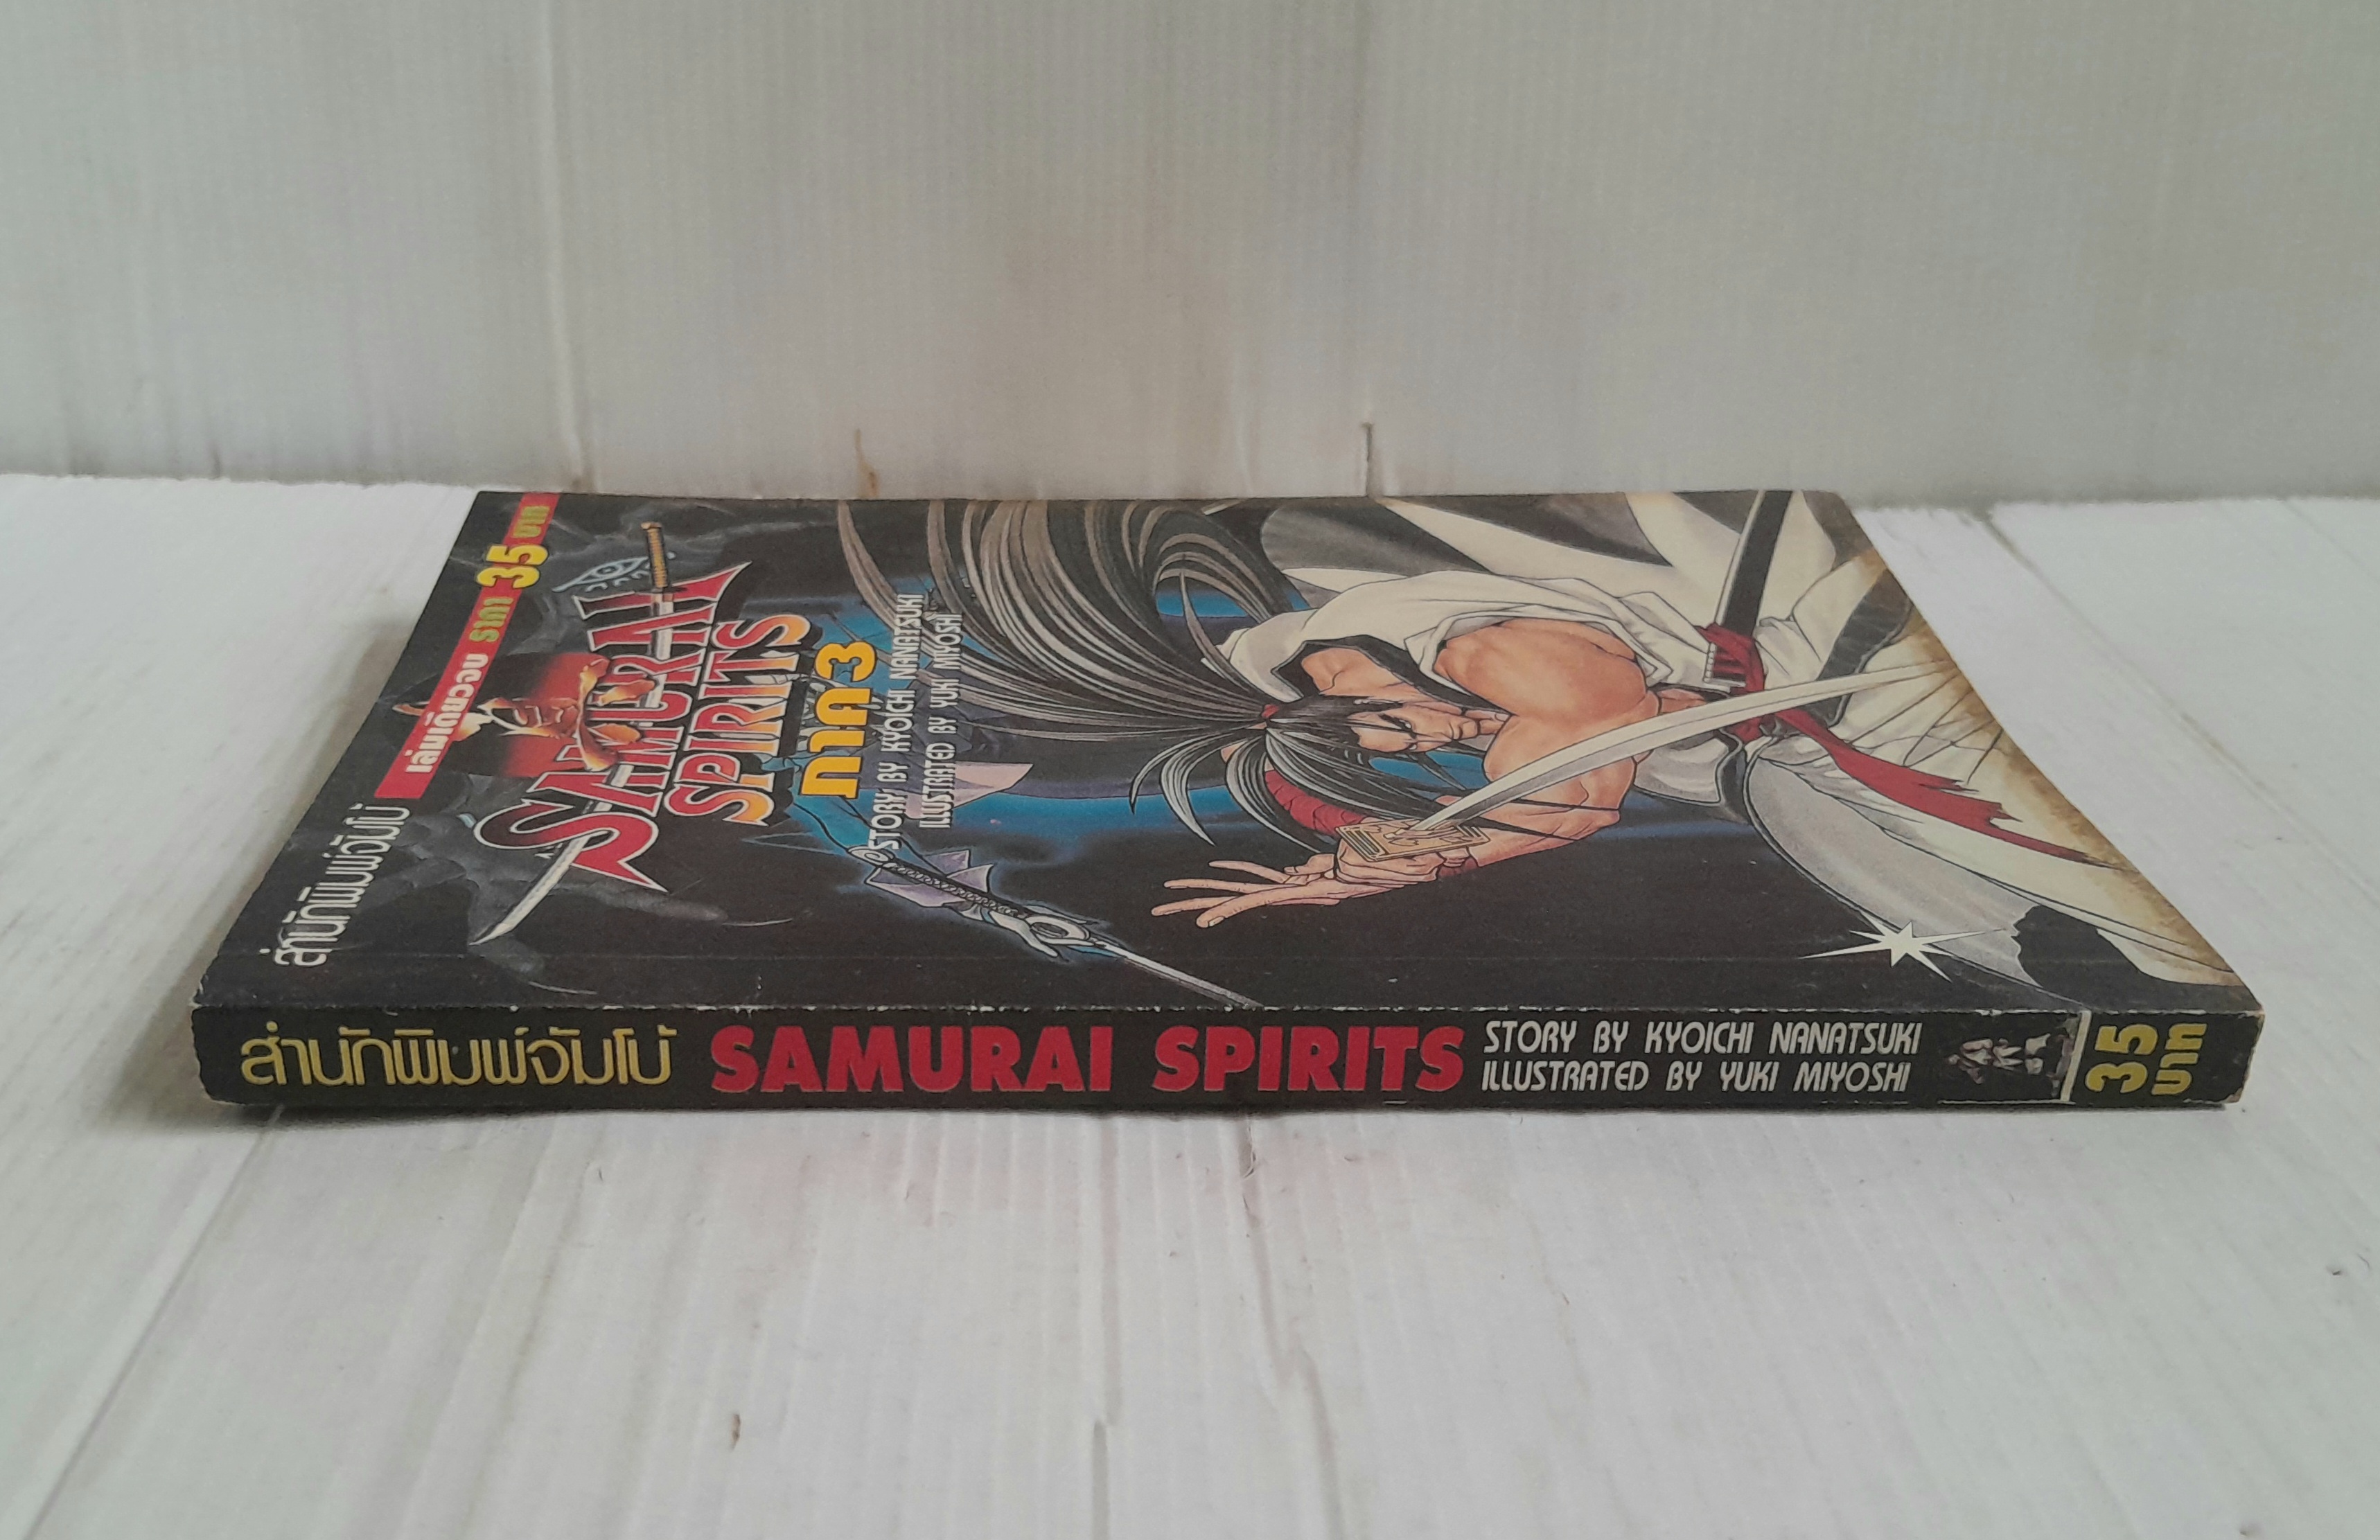 สำนักพิมพ์จัมโบ้
เล่มเดียวจบ ราคา 35 บาท
SAMURAI
SPIRITS
ภาค 3
STORY BY KYOICHI NANATSUKI
ILLUSTRATED BY YUKI MIYOSHI
สำนักพิมพ์จัมโบ้ SAMURAI SPIRITS
STORY BY KYOICHI NANATSUKI
ILLUSTRATED BY YUKI MIYOSHI
35
บาท